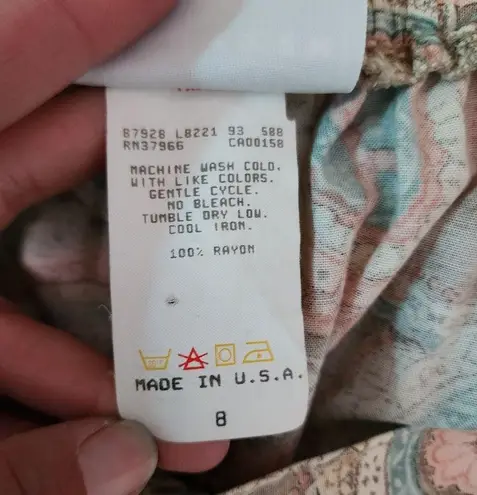 87928 L8221 93 588
RN37966 CA00158
MACHINE WASH COLD.
WITH LIKE COLORS.
GENTLE CYCLE.
NO BLEACH.
TUMBLE DRY LOW.
COOL IRON.
100% RAYON
MADE IN U.S.A.
8